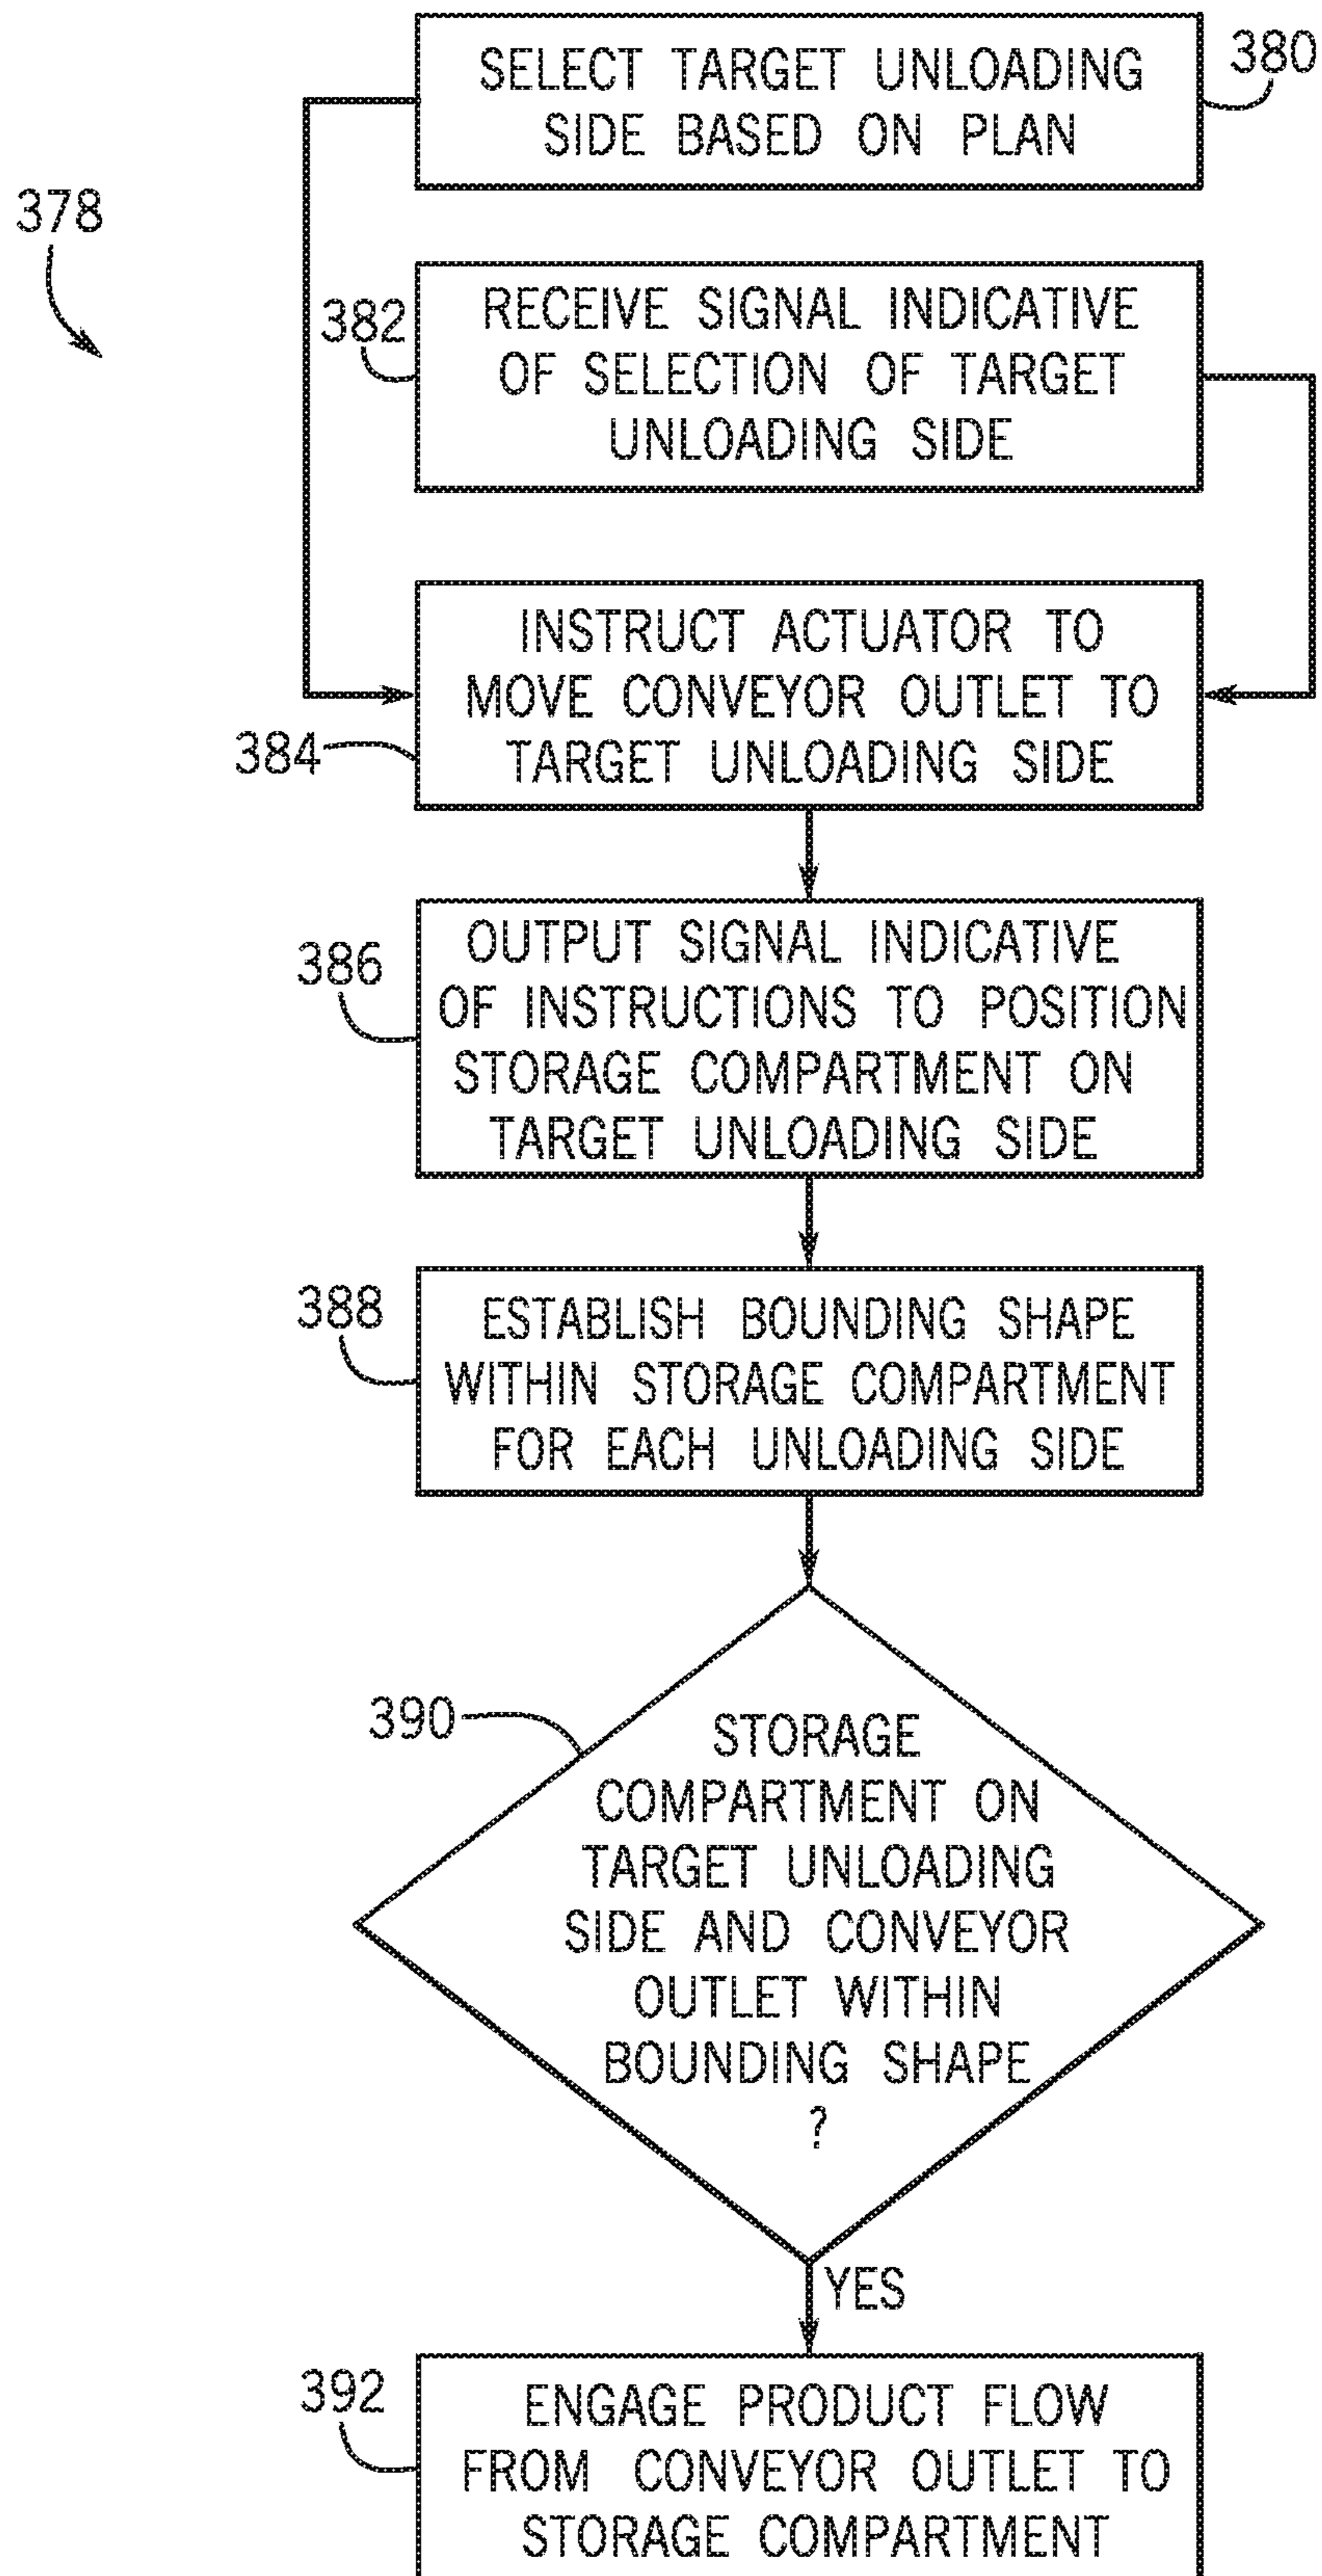 SELECT TARGET UNLOADING
SIDE BASED ON PLAN
380
378
RECEIVE SIGNAL INDICATIVE
OF SELECTION OF TARGET
UNLOADING SIDE
382
INSTRUCT ACTUATOR TO
MOVE CONVEYOR OUTLET TO
TARGET UNLOADING SIDE
384
OUTPUT SIGNAL INDICATIVE
OF INSTRUCTIONS TO POSITION
STORAGE COMPARTMENT ON
TARGET UNLOADING SIDE
386
ESTABLISH BOUNDING SHAPE
WITHIN STORAGE COMPARTMENT
FOR EACH UNLOADING SIDE
388
390
STORAGE
COMPARTMENT ON
TARGET UNLOADING
SIDE AND CONVEYOR
OUTLET WITHIN
BOUNDING SHAPE
?
YES
392
ENGAGE PRODUCT FLOW
FROM CONVEYOR OUTLET TO
STORAGE COMPARTMENT